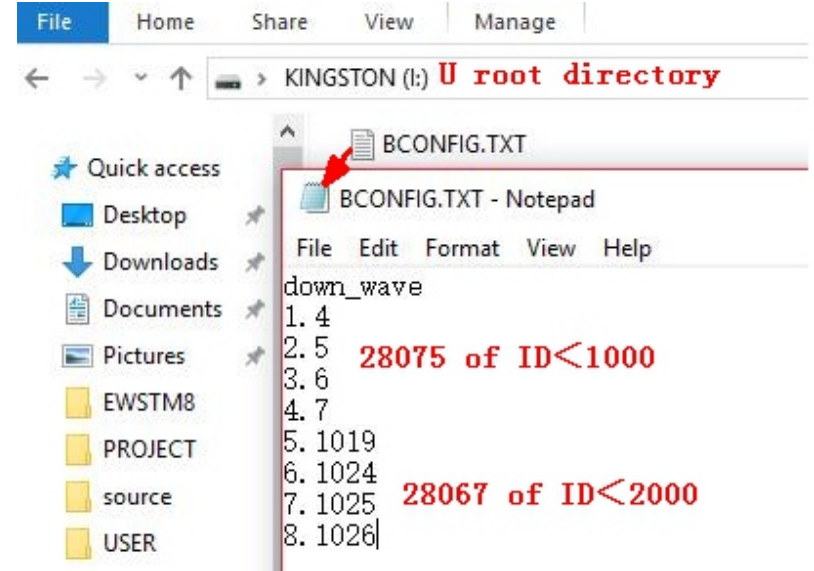 File Home Share View Manage
KINGSTON (I:) U root directory
BCONFIG.TXT
Quick access
Desktop
Downloads
Documents
Pictures
EWSTM8
PROJECT
source
USER
BCONFIG.TXT - Notepad
File Edit Format View Help
down_wave
1.4
2.5
28075 of ID<1000
3.6
4.7
5.1019
6.1024
7.1025
28067 of ID<2000
8.1026